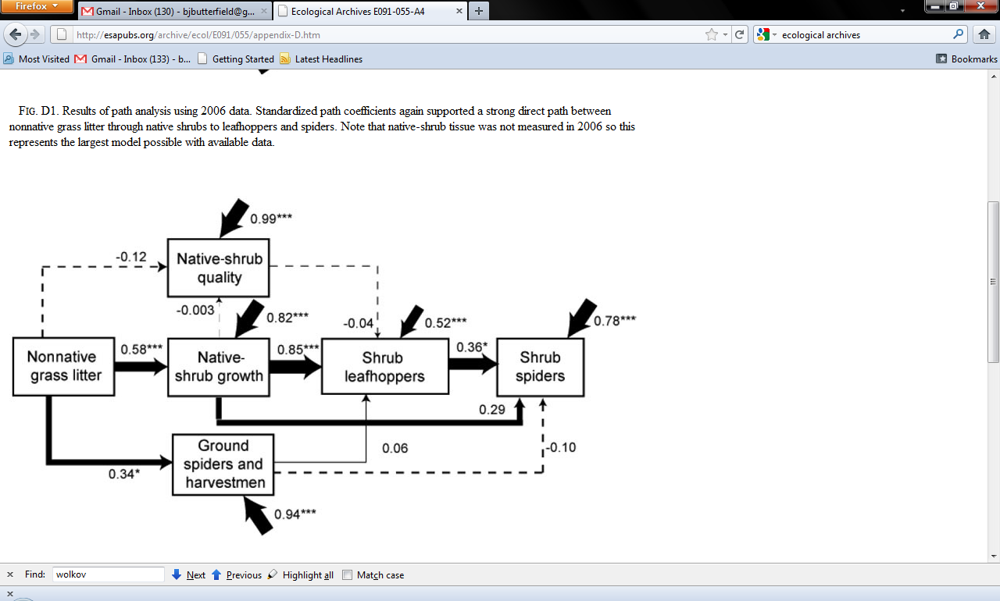 Firefox
Gmail - Inbox (130) - bjbutterfield@g...
Ecological Archives E091-055-A4
http://esapubs.org/archive/ecol/E091/055/appendix-D.htm
ecological archives
Most Visited
Gmail - Inbox (133) - b...
Getting Started
Latest Headlines
Bookmarks
FIG. D1. Results of path analysis using 2006 data. Standardized path coefficients again supported a strong direct path between
nonnative grass litter through native shrubs to leafhoppers and spiders. Note that native-shrub tissue was not measured in 2006 so this
represents the largest model possible with available data.
0.99***
-0.12
Native-shrub
quality
-0.003
0.82***
-0.04
0.52***
0.78***
Nonnative
grass litter
0.58***
Native-
shrub growth
0.85***
Shrub
leafhoppers
0.36*
Shrub
spiders
0.29
Ground
spiders and
harvestmen
0.06
-0.10
0.34*
0.94***
Find:
wolkov
Next
Previous
Highlight all
Match case